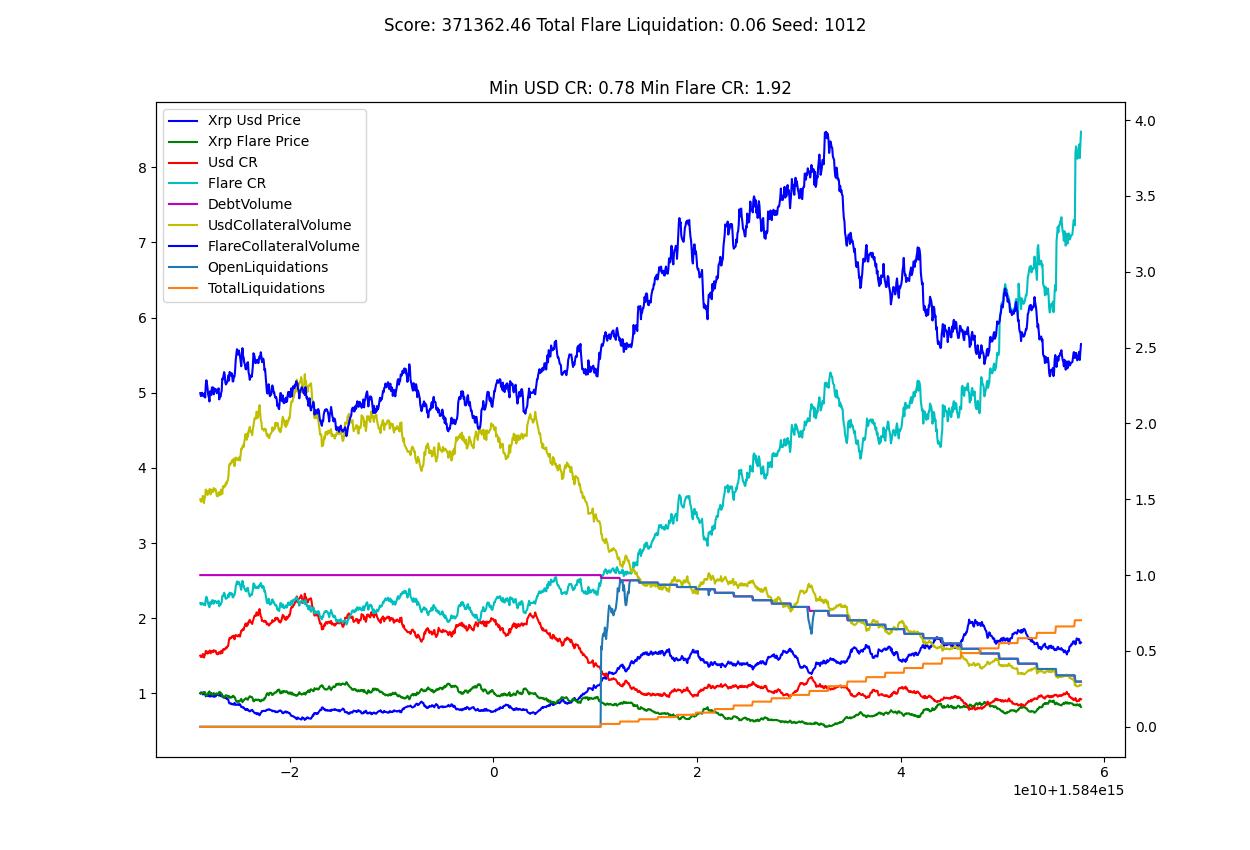 Score: 371362.46 Total Flare Liquidation: 0.06 Seed: 1012
Min USD CR: 0.78 Min Flare CR: 1.92
Xrp Usd Price
Xrp Flare Price
Usd CR
Flare CR
DebtVolume
UsdCollateralVolume
FlareCollateralVolume
OpenLiquidations
TotalLiquidations
8
7
6
5
4
3
2
1
4.0
3.5
3.0
2.5
2.0
1.5
1.0
0.5
0.0
−2
0
2
4
6
1e10+1.584e15